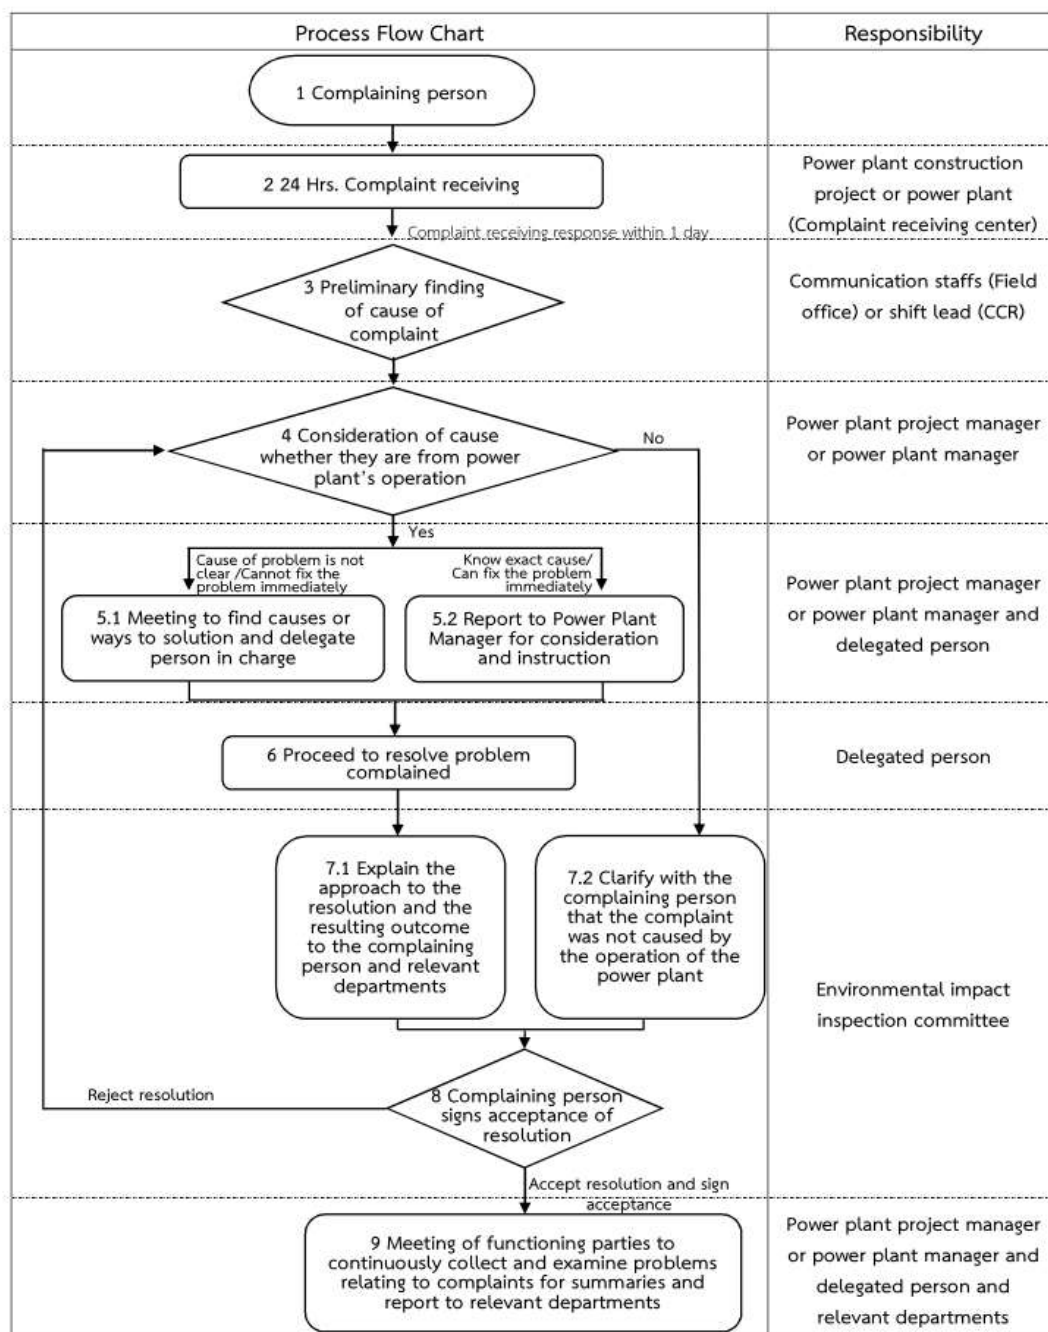 Process Flow Chart
Responsibility
1 Complaining person
2 24 Hrs. Complaint receiving
Power plant construction
project or power plant
(Complaint receiving center)
Complaint receiving response within 1 day
3 Preliminary finding
of cause of
complaint
Communication staffs (Field
office) or shift lead (CCR)
4 Consideration of cause
whether they are from power
plant's operation
No
Power plant project manager
or power plant manager
Yes
Cause of problem is not
clear /Cannot fix the
problem immediately
Know exact cause/
Can fix the problem
immediately
5.1 Meeting to find causes or
ways to solution and delegate
person in charge
5.2 Report to Power Plant
Manager for consideration
and instruction
Power plant project manager
or power plant manager and
delegated person
6 Proceed to resolve problem
complained
Delegated person
7.1 Explain the
approach to the
resolution and the
resulting outcome
to the complaining
person and relevant
departments
7.2 Clarify with the
complaining person
that the complaint
was not caused by
the operation of the
power plant
Environmental impact
inspection committee
Reject resolution
8 Complaining person
signs acceptance of
resolution
Accept resolution and sign
acceptance
9 Meeting of functioning parties to
continuously collect and examine problems
relating to complaints for summaries and
report to relevant departments
Power plant project manager
or power plant manager and
delegated person and
relevant departments